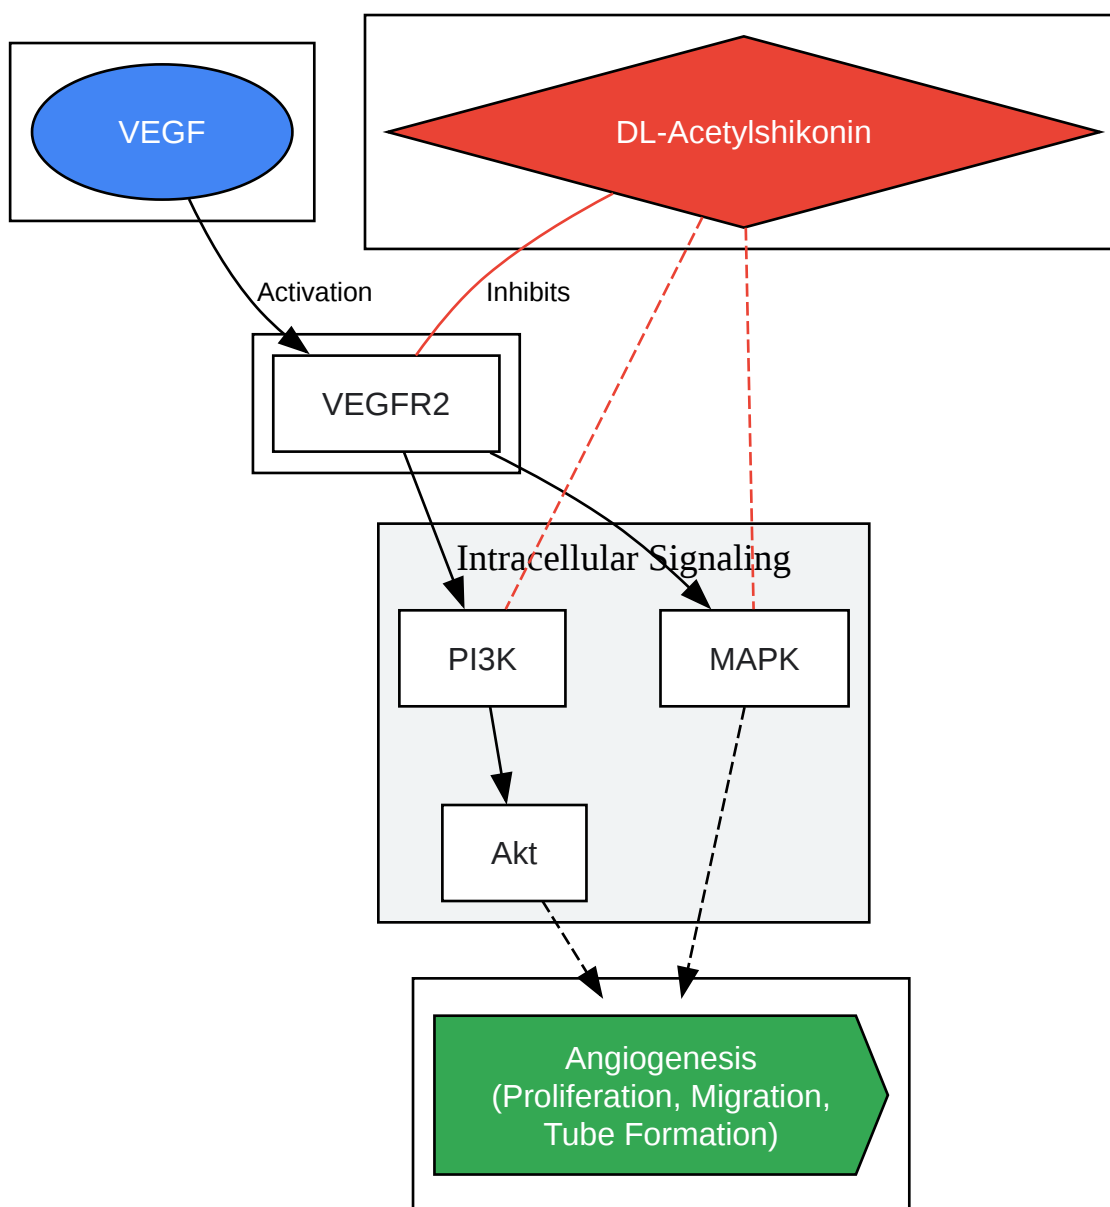 VEGF
DL-Acetylshikonin
Activation
Inhibits
VEGFR2
Intracellular Signaling
PI3K
MAPK
Akt
Angiogenesis
(Proliferation, Migration,
Tube Formation)